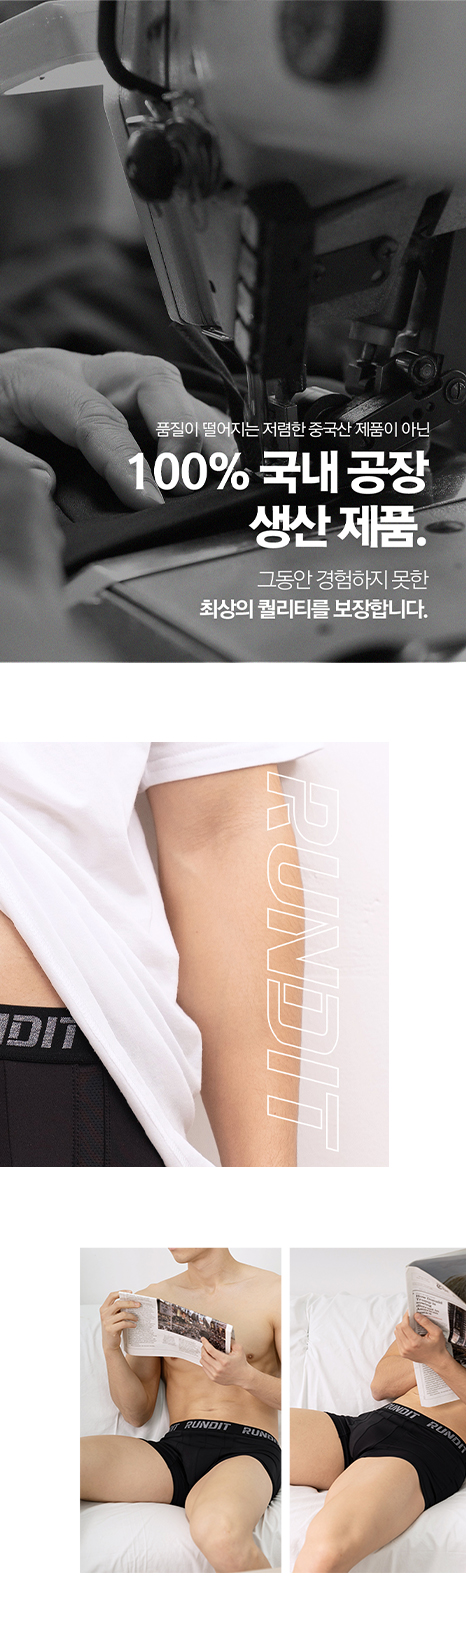 품질이 떨어지는 저렴한 중국산 제품이 아닌
100% 국내 공장
생산 제품.
그동안 경험하지 못한
최상의 퀄리티를 보장합니다.
RUNDIT
NDIT
RUNDIT
RUNDIT
RUNDIT